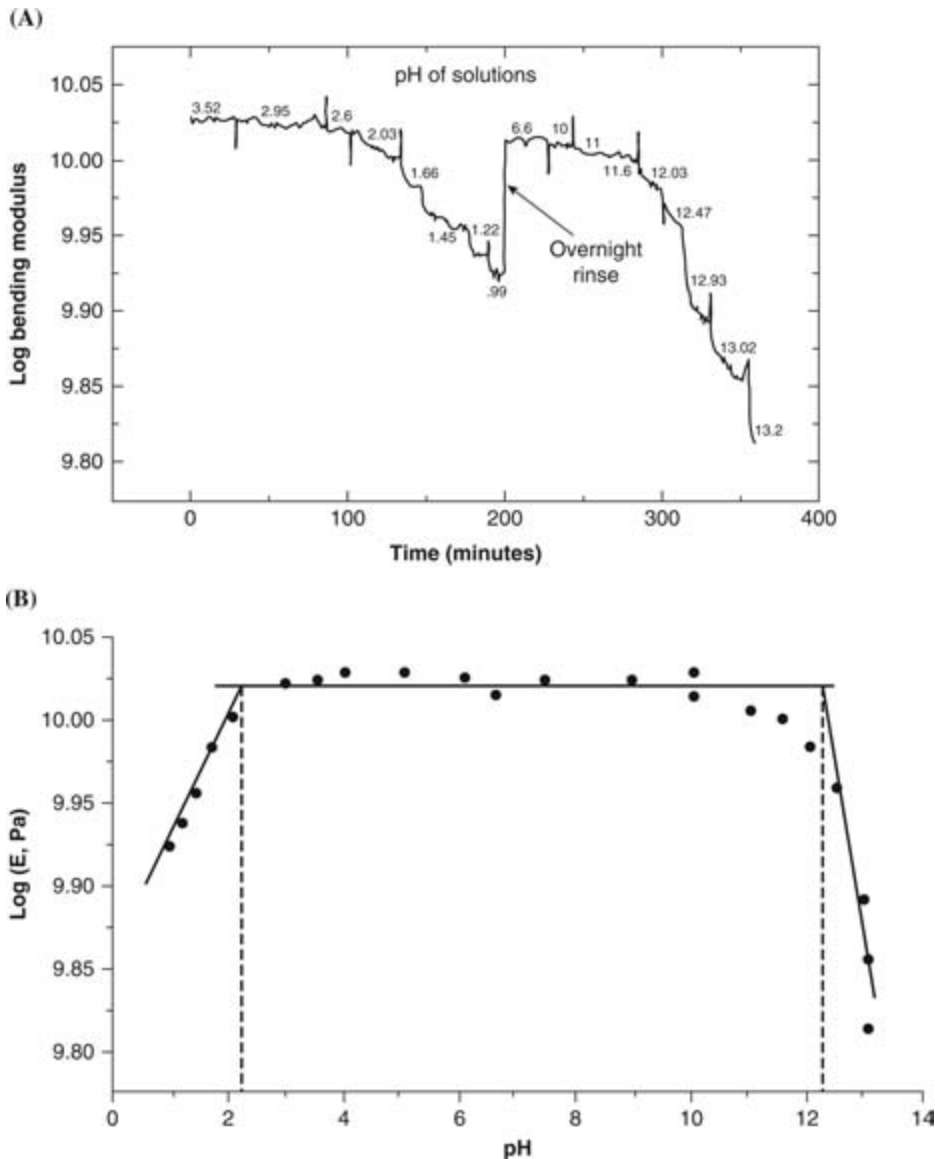 (A)
pH of solutions
10.05
10.00
9.95
9.90
9.85
9.80
Log bending modulus
3.52
2.95
2.6
2.03
1.66
1.45
1.22
.99
6.6
10
11
11.6
12.03
12.47
12.93
13.02
13.2
Overnight
rinse
0 100 200 300 400
Time (minutes)
(B)
10.05
10.00
9.95
9.90
9.85
9.80
Log (E, Pa)
0 2 4 6 8 10 12 14
pH